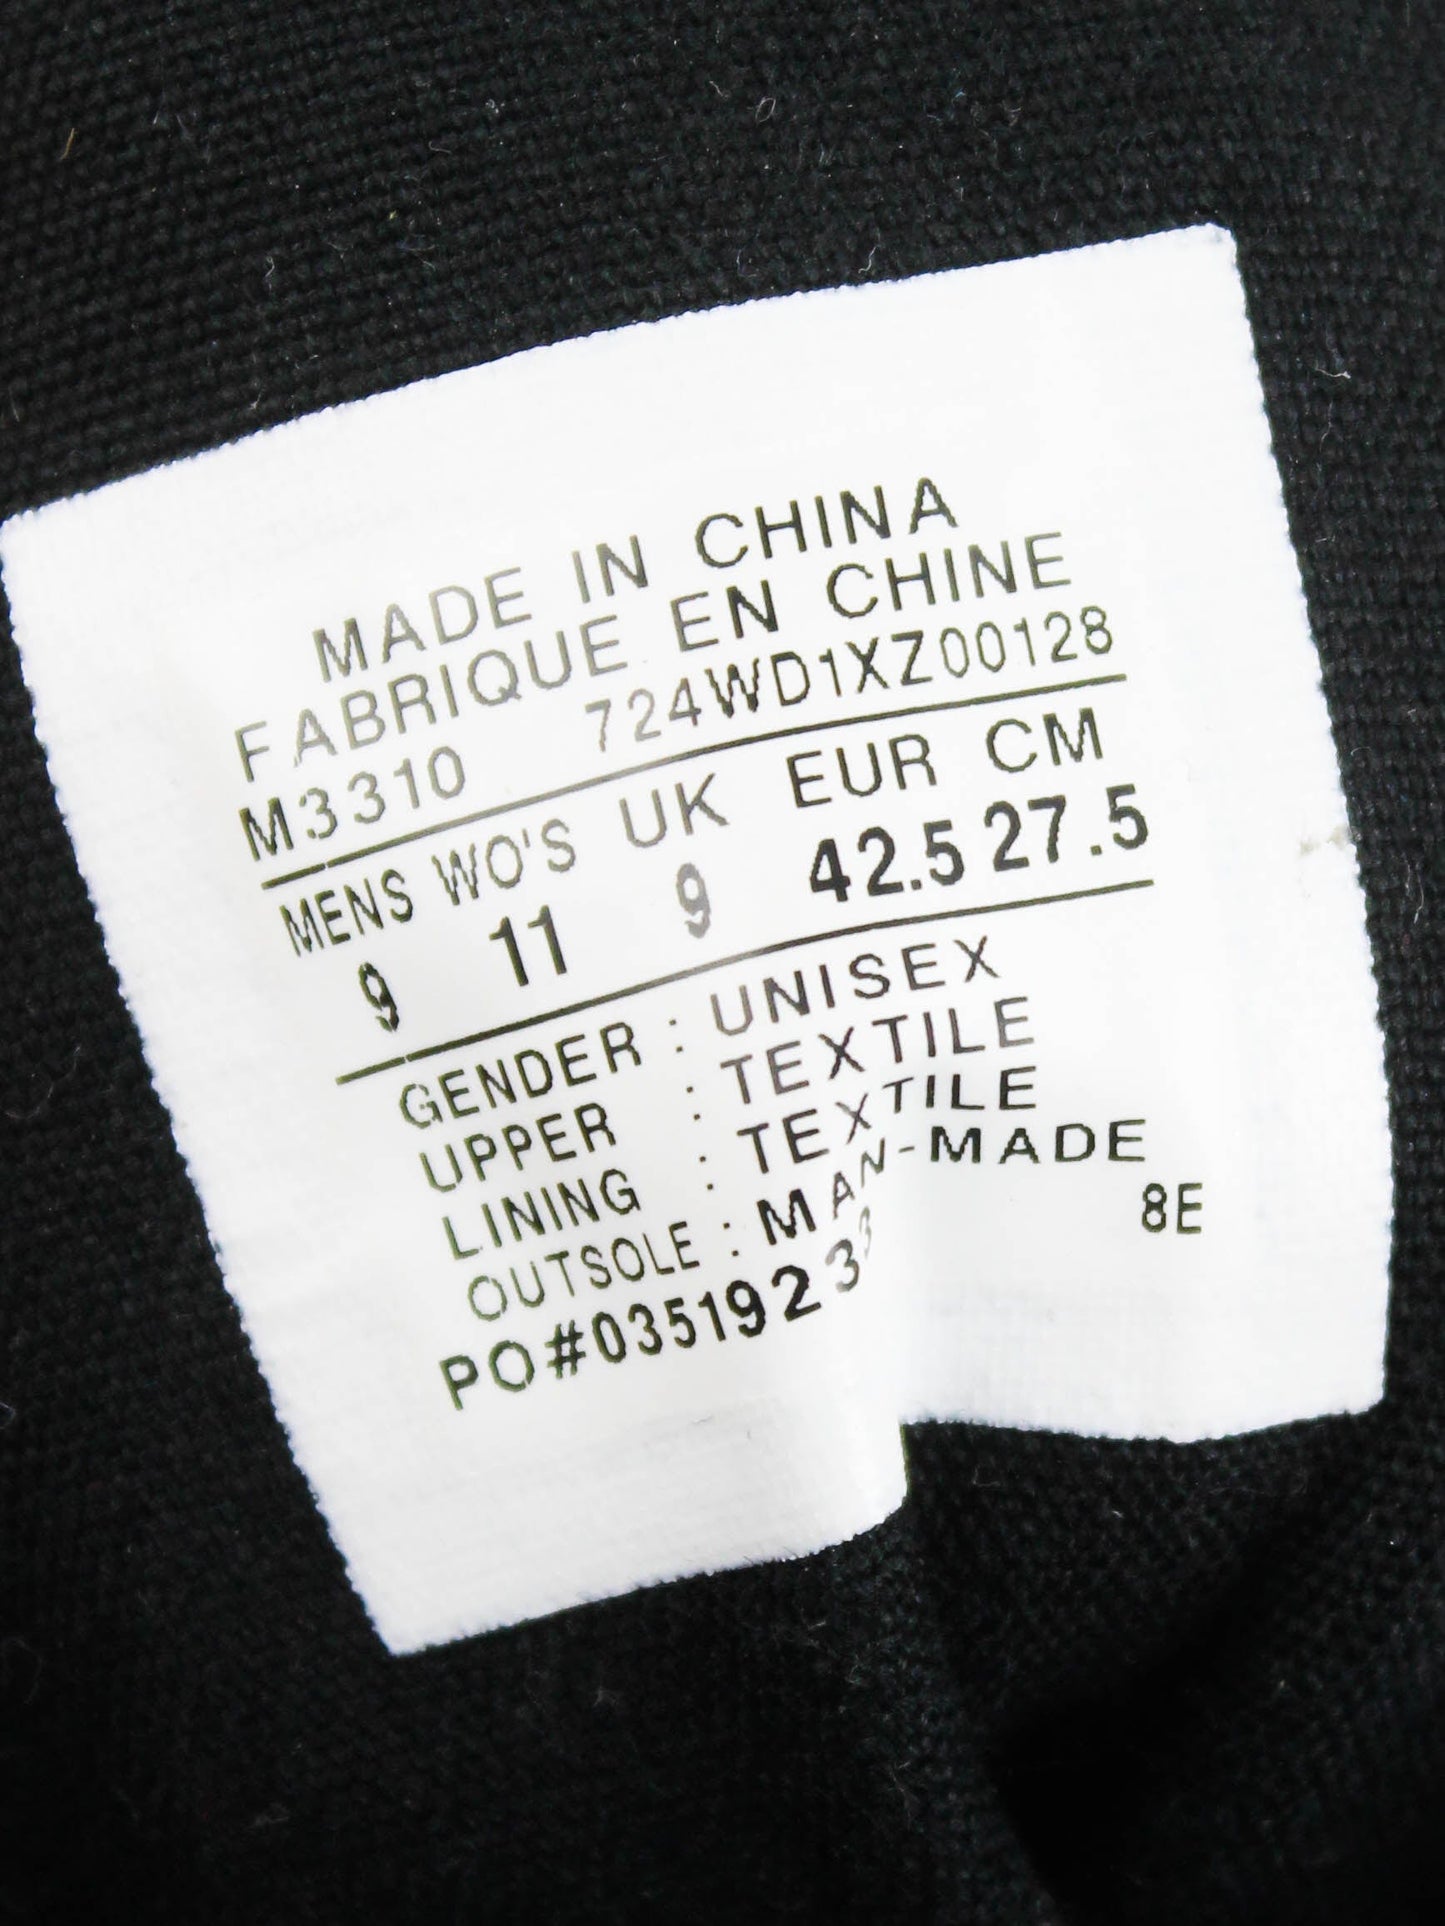 MADE IN CHINA
FABRIQUE EN CHINE
M3310 724WD1XZ00128
MENS WO'S UK EUR CM
9 11 9 42.5 27.5
GENDER : UNISEX
UPPER : TEXTILE
LINING : TEXTILE
OUTSOLE : MAN-MADE
PO#03519233 8E